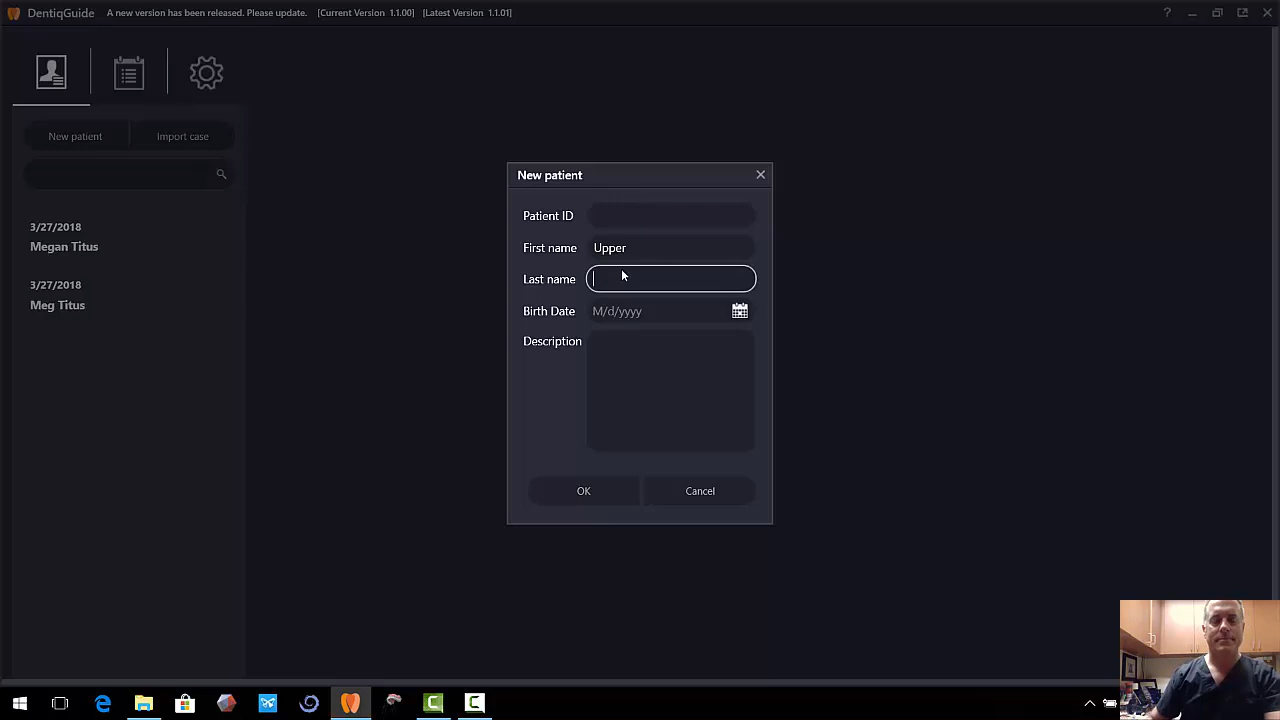 DentiqGuide A new version has been released. Please update. [Current Version 1.1.00] [Latest Version 1.1.01] ?
New patient Import case
3/27/2018
Megan Titus
3/27/2018
Meg Titus
New patient
Patient ID
First name Upper
Last name
Birth Date M/d/yyyy
Description
OK Cancel